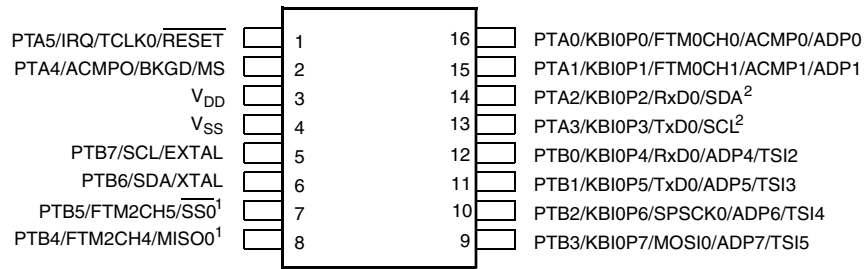 PTA5/IRQ/TCLK0/RESET 1
PTA4/ACMPO/BKGD/MS 2
VDD 3
VSS 4
PTB7/SCL/EXTAL 5
PTB6/SDA/XTAL 6
PTB5/FTM2CH5/SS0¹ 7
PTB4/FTM2CH4/MISO0¹ 8
16 PTA0/KBI0P0/FTM0CH0/ACMP0/ADP0
15 PTA1/KBI0P1/FTM0CH1/ACMP1/ADP1
14 PTA2/KBI0P2/RxD0/SDA²
13 PTA3/KBI0P3/TxD0/SCL²
12 PTB0/KBI0P4/RxD0/ADP4/TSI2
11 PTB1/KBI0P5/TxD0/ADP5/TSI3
10 PTB2/KBI0P6/SPSCK0/ADP6/TSI4
9 PTB3/KBI0P7/MOSI0/ADP7/TSI5